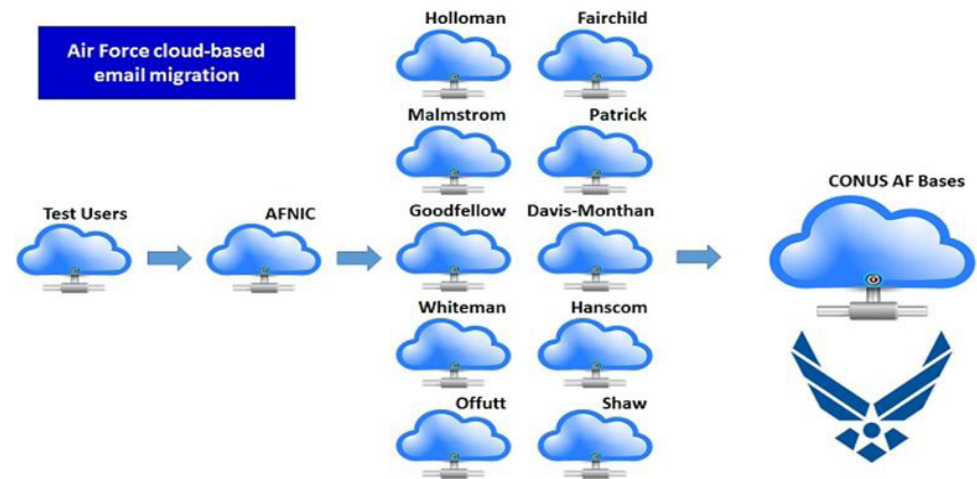 Air Force cloud-based
email migration
Holloman
Fairchild
Malmstrom
Patrick
CONUS AF Bases
Test Users
AFNIC
Goodfellow
Davis-Monthan
Whiteman
Hanscom
Offutt
Shaw